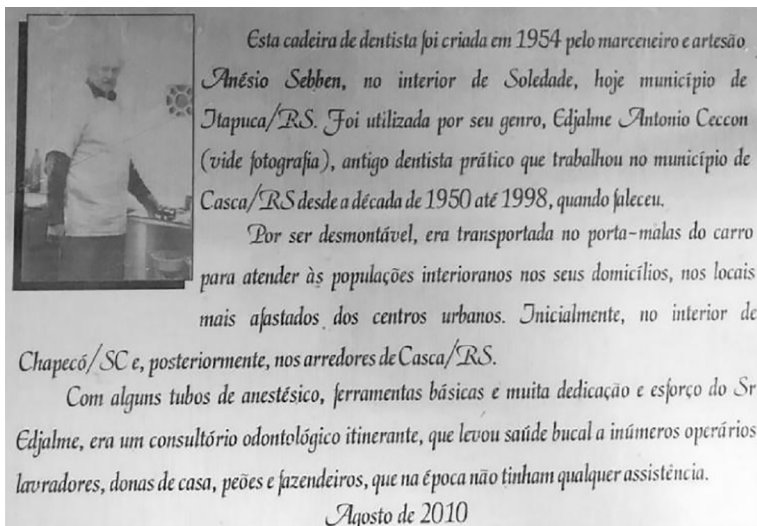 Esta cadeira de dentista foi criada em 1954 pelo marceneiro e artesão
Anésio Sebben, no interior de Soledade, hoje município de
Itapuca/RS. Foi utilizada por seu genro, Edjalme Antonio Ceccon
(vide fotografia), antigo dentista prático que trabalhou no município de
Casca/RS desde a década de 1950 até 1998, quando faleceu.
Por ser desmontável, era transportada no porta-malas do carro
para atender às populações interioranos nos seus domicílios, nos locais
mais afastados dos centros urbanos. Inicialmente, no interior de
Chapecó/SC e, posteriormente, nos arredores de Casca/RS.
Com alguns tubos de anestésico, ferramentas básicas e muita dedicação e esforço do Sr
Edjalme, era um consultório odontológico itinerante, que levou saúde bucal a inúmeros operários
lavradores, donas de casa, peões e fazendeiros, que na época não tinham qualquer assistência.
Agosto de 2010